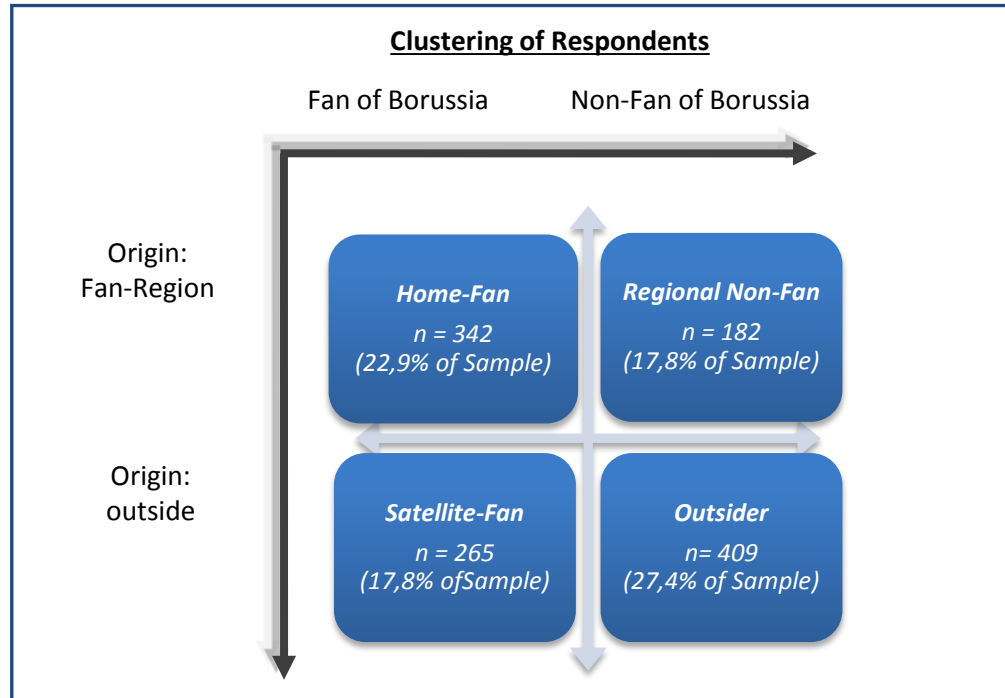 Clustering of Respondents
Fan of Borussia
Non-Fan of Borussia
Origin:
Fan-Region
Home-Fan
n = 342
(22,9% of Sample)
Regional Non-Fan
n = 182
(17,8% of Sample)
Origin:
outside
Satellite-Fan
n = 265
(17,8% ofSample)
Outsider
n= 409
(27,4% of Sample)